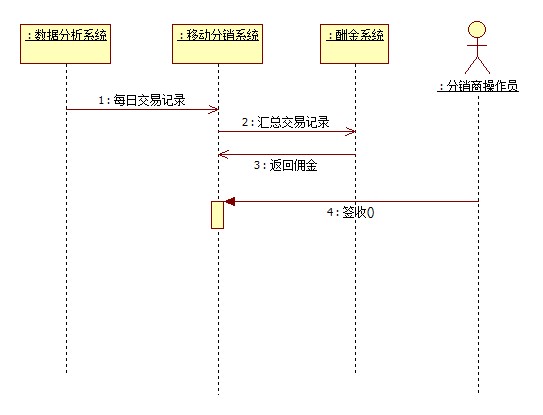 ：数据分析系统
：移动分销系统
：酬金系统
：分销商操作员
1：每日交易记录
2：汇总交易记录
3：返回佣金
4：签收()